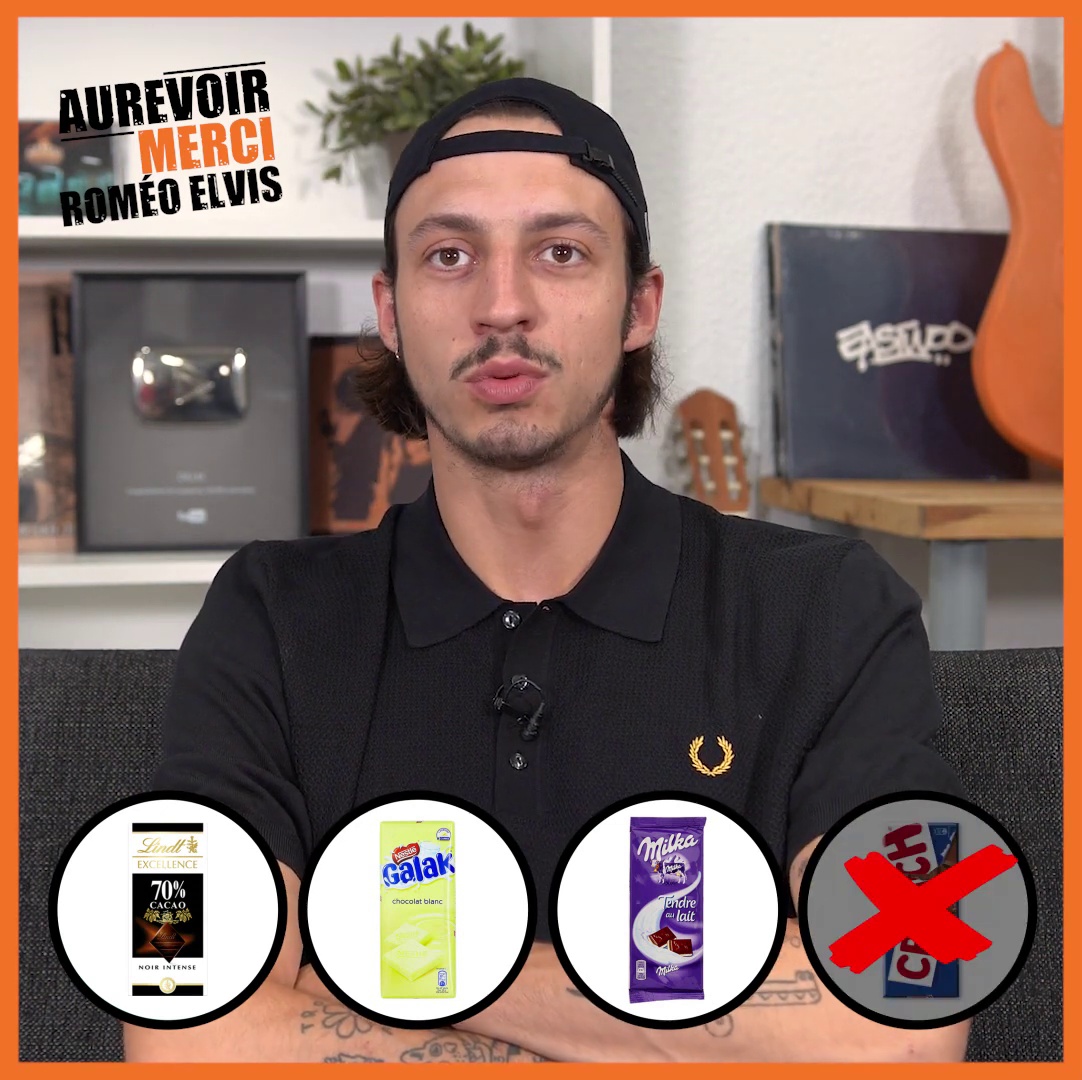 AUREVOIR
MERCI
ROMÉO ELVIS
EASTUDO
Lindt
EXCELLENCE
70%
CACAO
NOIR INTENSE
Nestlé
Galak
chocolat blanc
Milka
Tendre
au
lait
Milka